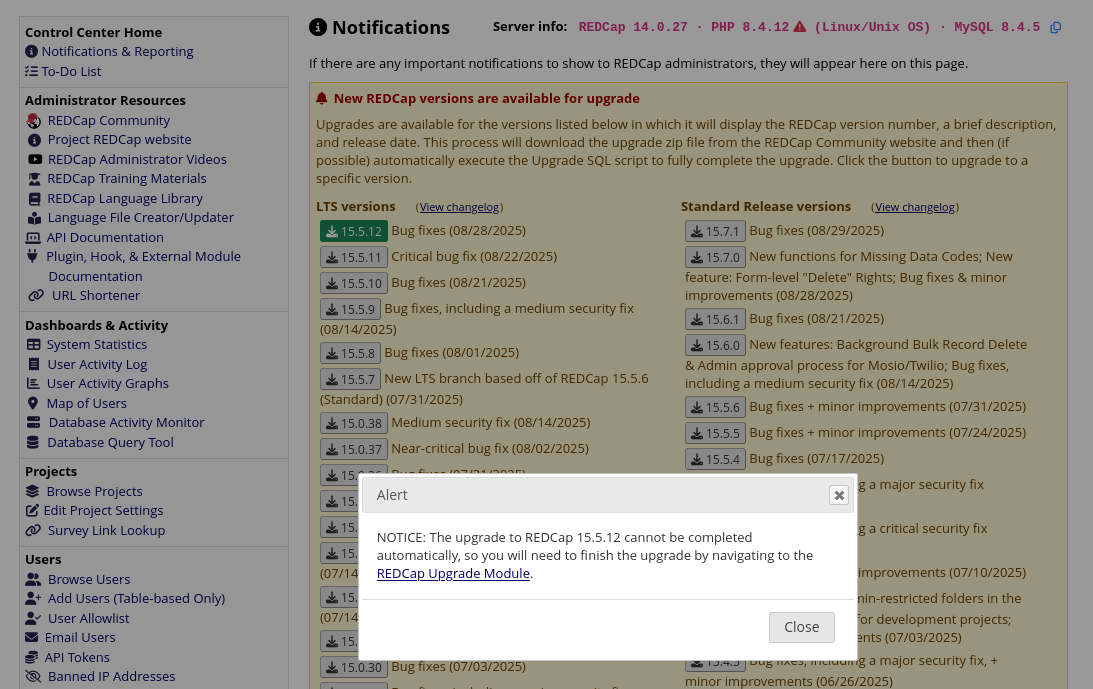 Control Center Home
Notifications & Reporting
To-Do List
Administrator Resources
REDCap Community
Project REDCap website
REDCap Administrator Videos
REDCap Training Materials
REDCap Language Library
Language File Creator/Updater
API Documentation
Plugin, Hook, & External Module
Documentation
URL Shortener
Dashboards & Activity
System Statistics
User Activity Log
User Activity Graphs
Map of Users
Database Activity Monitor
Database Query Tool
Projects
Browse Projects
Edit Project Settings
Survey Link Lookup
Users
Browse Users
Add Users (Table-based Only)
User Allowlist
Email Users
API Tokens
Banned IP Addresses
Notifications
Server info: REDCap 14.0.27 · PHP 8.4.12 (Linux/Unix OS) · MySQL 8.4.5
If there are any important notifications to show to REDCap administrators, they will appear here on this page.
New REDCap versions are available for upgrade
Upgrades are available for the versions listed below in which it will display the REDCap version number, a brief description,
and release date. This process will download the upgrade zip file from the REDCap Community website and then (if
possible) automatically execute the Upgrade SQL script to fully complete the upgrade. Click the button to upgrade to a
specific version.
LTS versions (View changelog)
15.5.12 Bug fixes (08/28/2025)
15.5.11 Critical bug fix (08/22/2025)
15.5.10 Bug fixes (08/21/2025)
15.5.9 Bug fixes, including a medium security fix
(08/14/2025)
15.5.8 Bug fixes (08/01/2025)
15.5.7 New LTS branch based off of REDCap 15.5.6
(Standard) (07/31/2025)
15.0.38 Medium security fix (08/14/2025)
15.0.37 Near-critical bug fix (08/02/2025)
15.0.36 Bug fixes (07/31/2025)
15.
15.
15.
(07/14
15.
(07/14
15.
15.0.30 Bug fixes (07/03/2025)
Standard Release versions (View changelog)
15.7.1 Bug fixes (08/29/2025)
15.7.0 New functions for Missing Data Codes; New
feature: Form-level "Delete" Rights; Bug fixes & minor
improvements (08/28/2025)
15.6.1 Bug fixes (08/21/2025)
15.6.0 New features: Background Bulk Record Delete
& Admin approval process for Mosio/Twilio; Bug fixes,
including a medium security fix (08/14/2025)
15.5.6 Bug fixes + minor improvements (07/31/2025)
15.5.5 Bug fixes + minor improvements (07/24/2025)
15.5.4 Bug fixes (07/17/2025)
g a major security fix
g a critical security fix
improvements (07/10/2025)
min-restricted folders in the
for development projects;
ents (07/03/2025)
15.4.5 Bug fixes, including a major security fix, +
minor improvements (06/26/2025)
Alert
NOTICE: The upgrade to REDCap 15.5.12 cannot be completed
automatically, so you will need to finish the upgrade by navigating to the
REDCap Upgrade Module.
Close